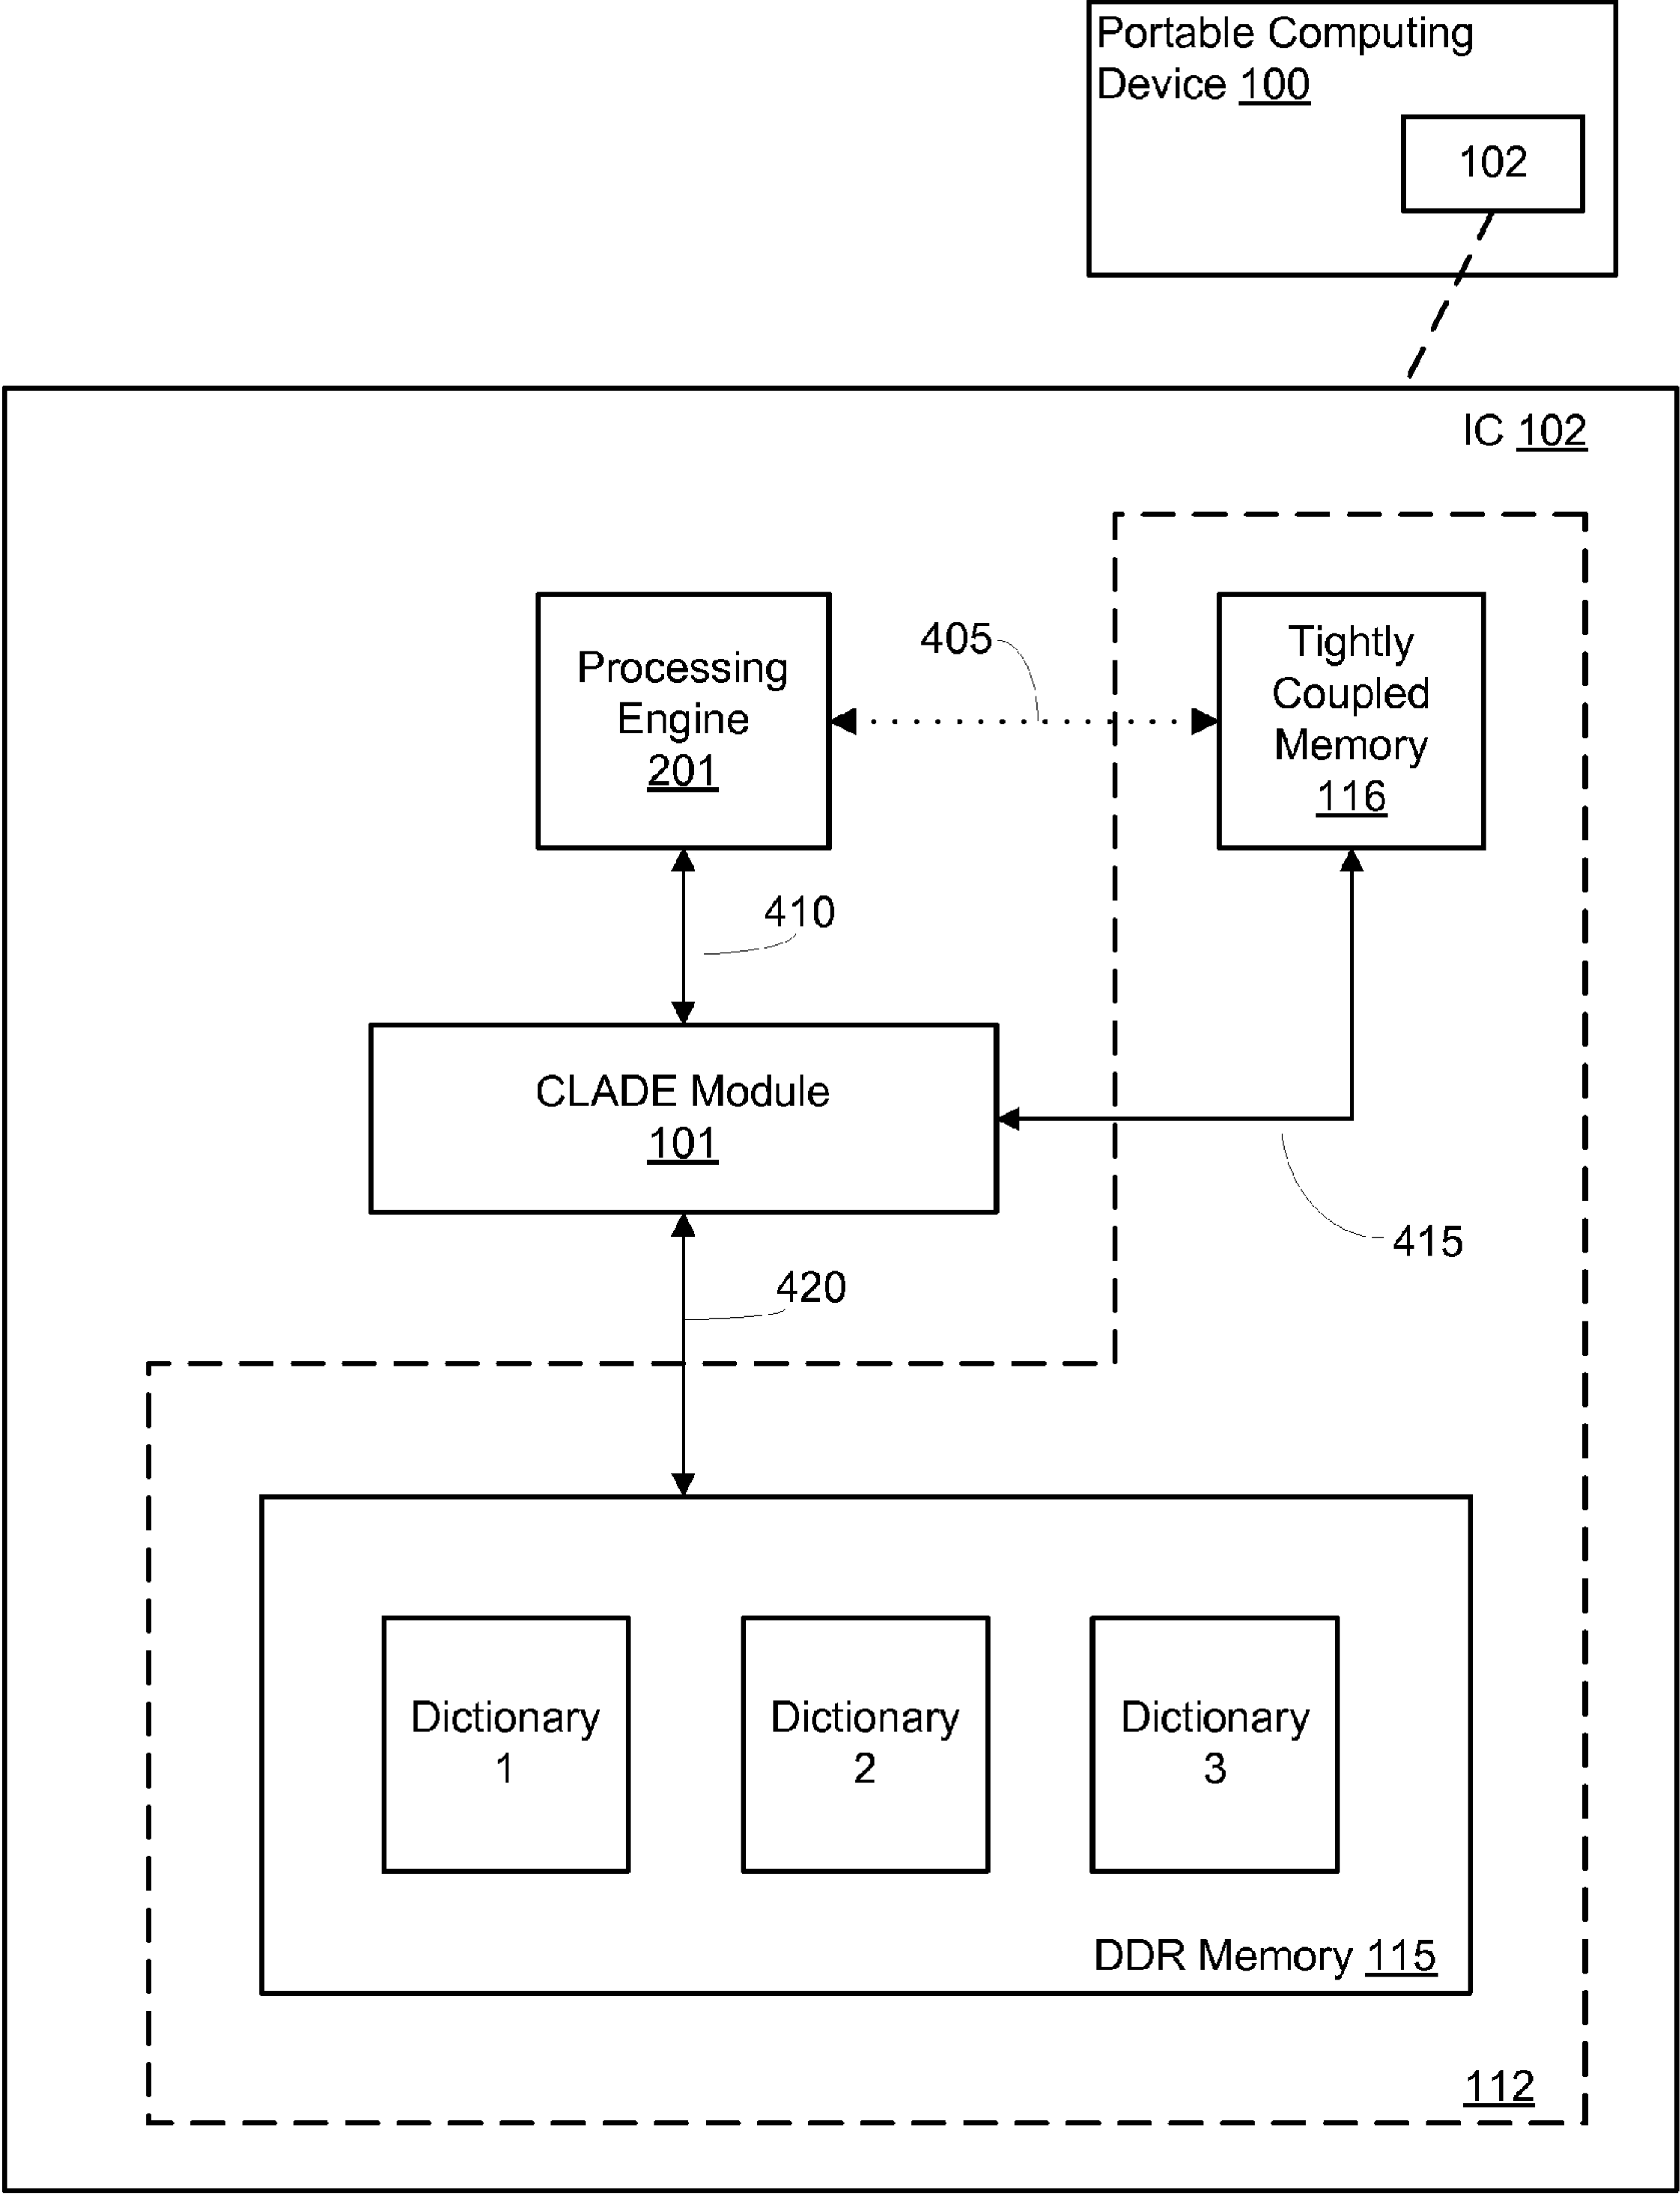 Portable Computing
Device 100
102
IC 102
Processing
Engine
201
405
Tightly
Coupled
Memory
116
410
CLADE Module
101
415
420
Dictionary
1
Dictionary
2
Dictionary
3
DDR Memory 115
112